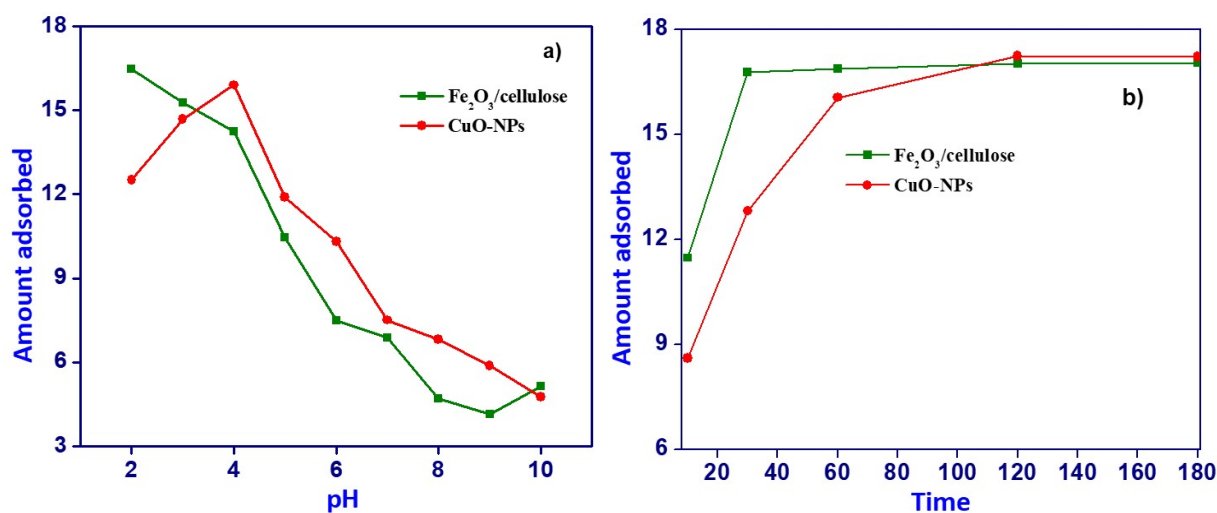 a)
Fe₂O₃/cellulose
CuO-NPs
Amount adsorbed
18
15
12
9
6
3
2 4 6 8 10
pH
b)
Fe₂O₃/cellulose
CuO-NPs
Amount adsorbed
18
15
12
9
6
20 40 60 80 100 120 140 160 180
Time